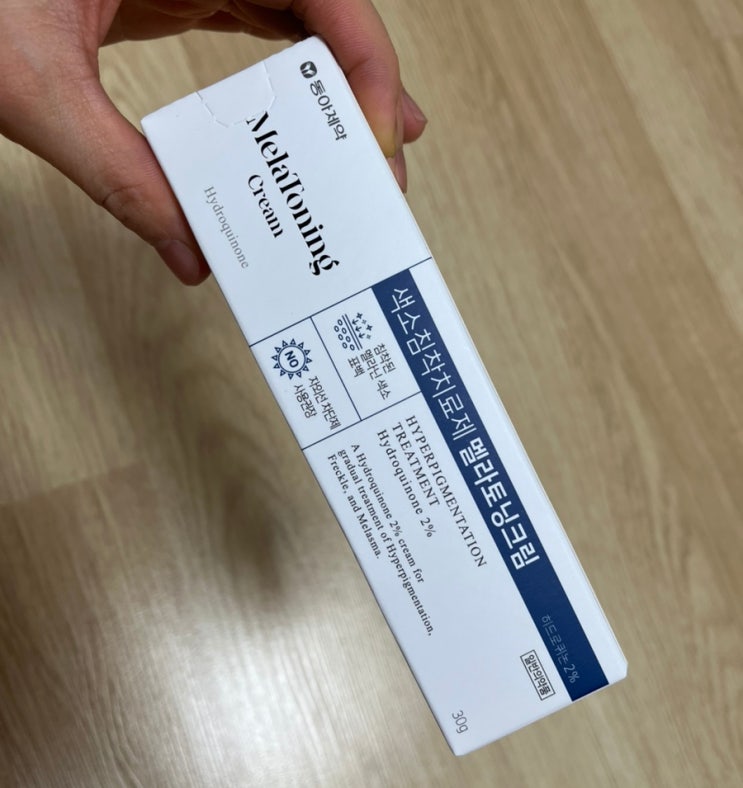 동아제약
MelaToning
Cream
Hydroquinone
색소침착치료제 멜라토닝크림
히드로퀴논 2%
침착된
멜라닌 색소
표백
NO
자외선 차단제
사용권장
HYPERPIGMENTATION
TREATMENT
Hydroquinone 2%
A Hydroquinone 2% cream for
gradual treatment of Hyperpigmentation,
Freckle, and Melasma.
일반의약품
30g